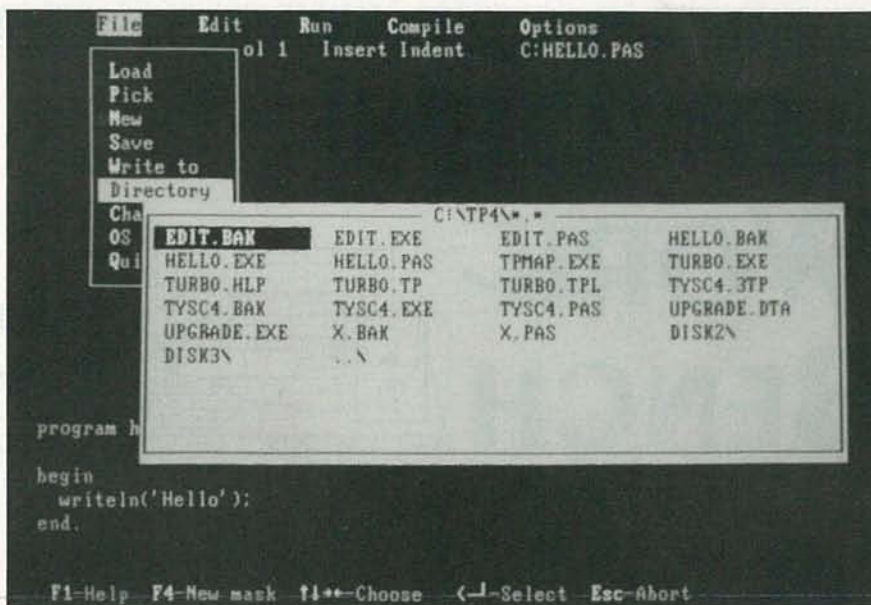 File Edit Run Compile Options
ol 1 Insert Indent C:HELLO.PAS
Load
Pick
New
Save
Write to
Directory
Cha
OS
Qui
C:\TP4\*.*
EDIT.BAK EDIT.EXE EDIT.PAS HELLO.BAK
HELLO.EXE HELLO.PAS TPMAP.EXE TURBO.EXE
TURBO.HLP TURBO.TP TURBO.TPL TYSC4.3TP
TYSC4.BAK TYSC4.EXE TYSC4.PAS UPGRADE.DTA
UPGRADE.EXE X.BAK X.PAS DISK2\
DISK3\ ..\
program h
begin
writeln('Hello');
end.
F1-Help F4-New mask ↑↓→←-Choose <─┘-Select Esc-Abort